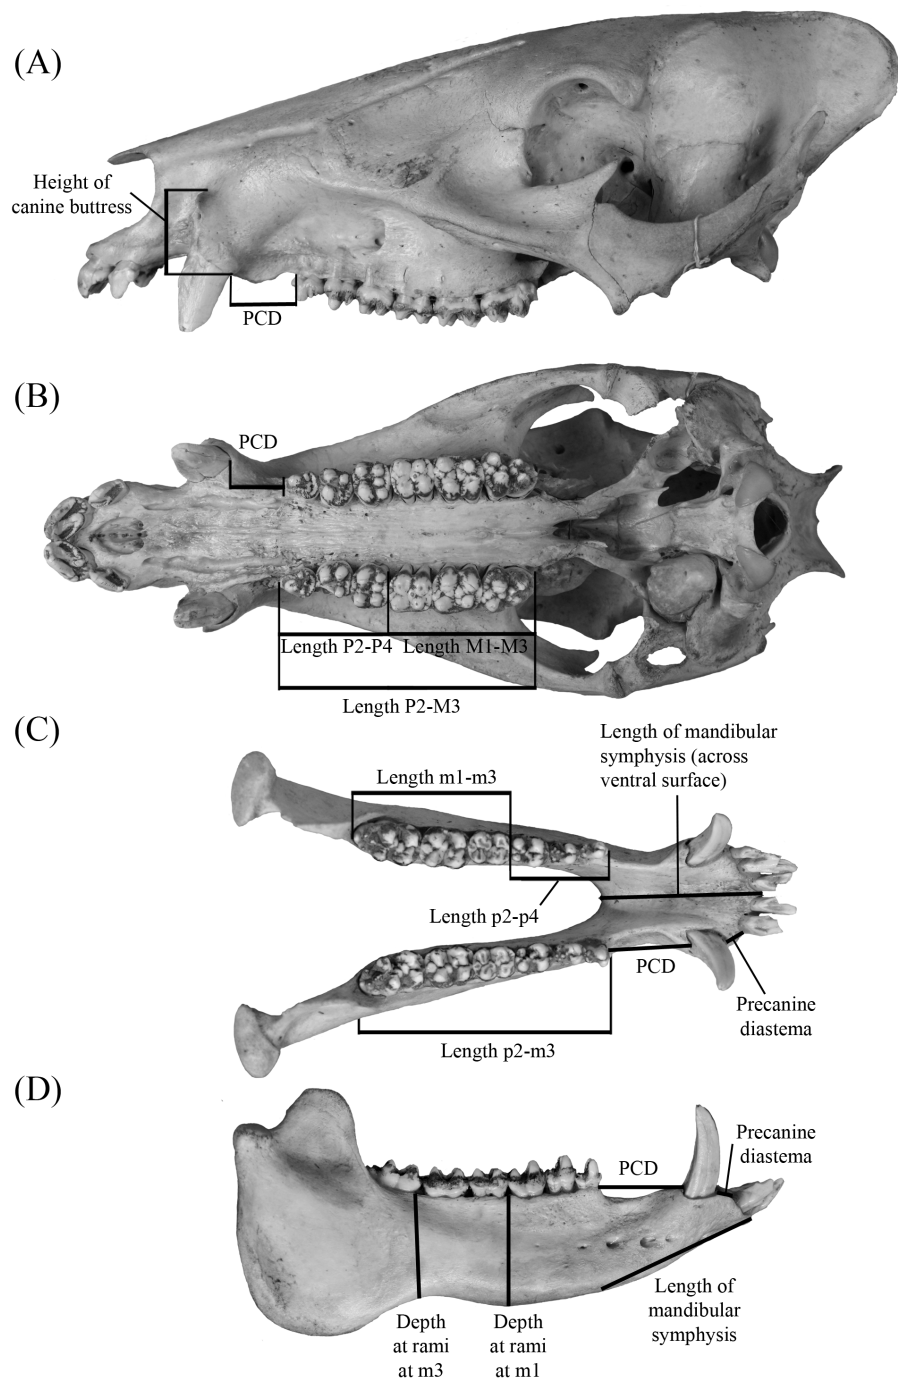 (A)
Height of
canine buttress
PCD
(B)
PCD
Length P2-P4
Length M1-M3
Length P2-M3
(C)
Length of mandibular
symphysis (across
ventral surface)
Length m1-m3
Length p2-p4
PCD
Precanine
diastema
Length p2-m3
(D)
Precanine
diastema
PCD
Length of
mandibular
symphysis
Depth
at rami
at m3
Depth
at rami
at m1